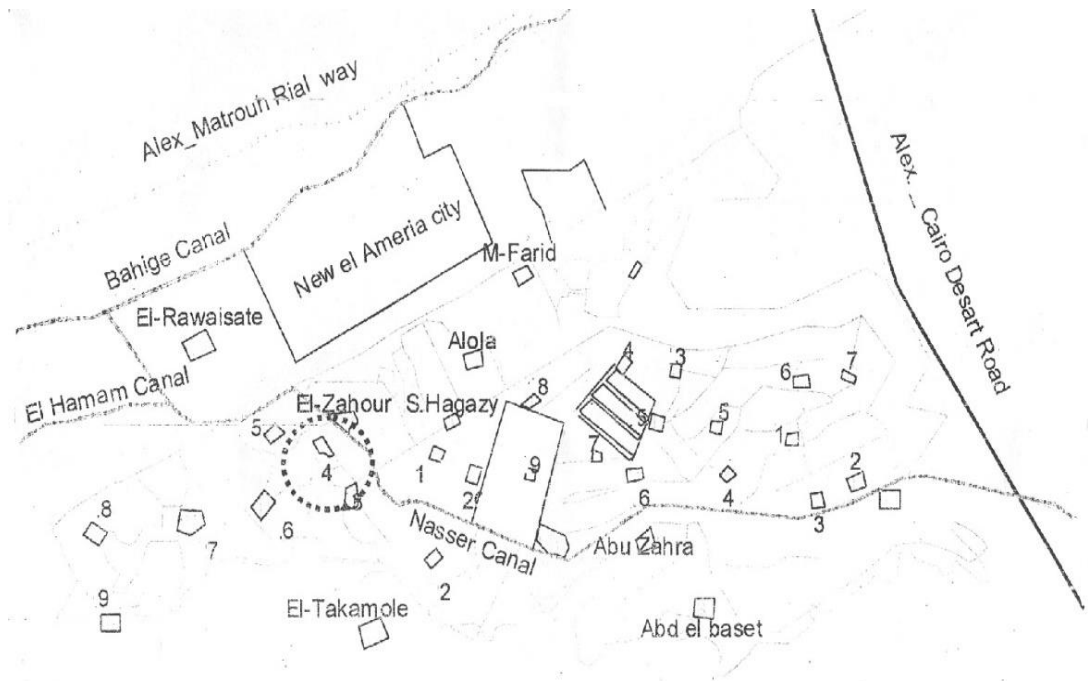 Alex_Matrouh Rial way
Alex. _ Cairo Desart Road
Bahige Canal
New el Ameria city
M-Farid
El-Rawaisate
Alola
El Hamam Canal
El-Zahour S.Hagazy
4
3
6
7
8
5
5
5
1
4
1
2
9
7
6
4
3
2
5
.6
.8
7
Nasser Canal
Abu Zahra
2
9
El-Takamole
Abd el baset